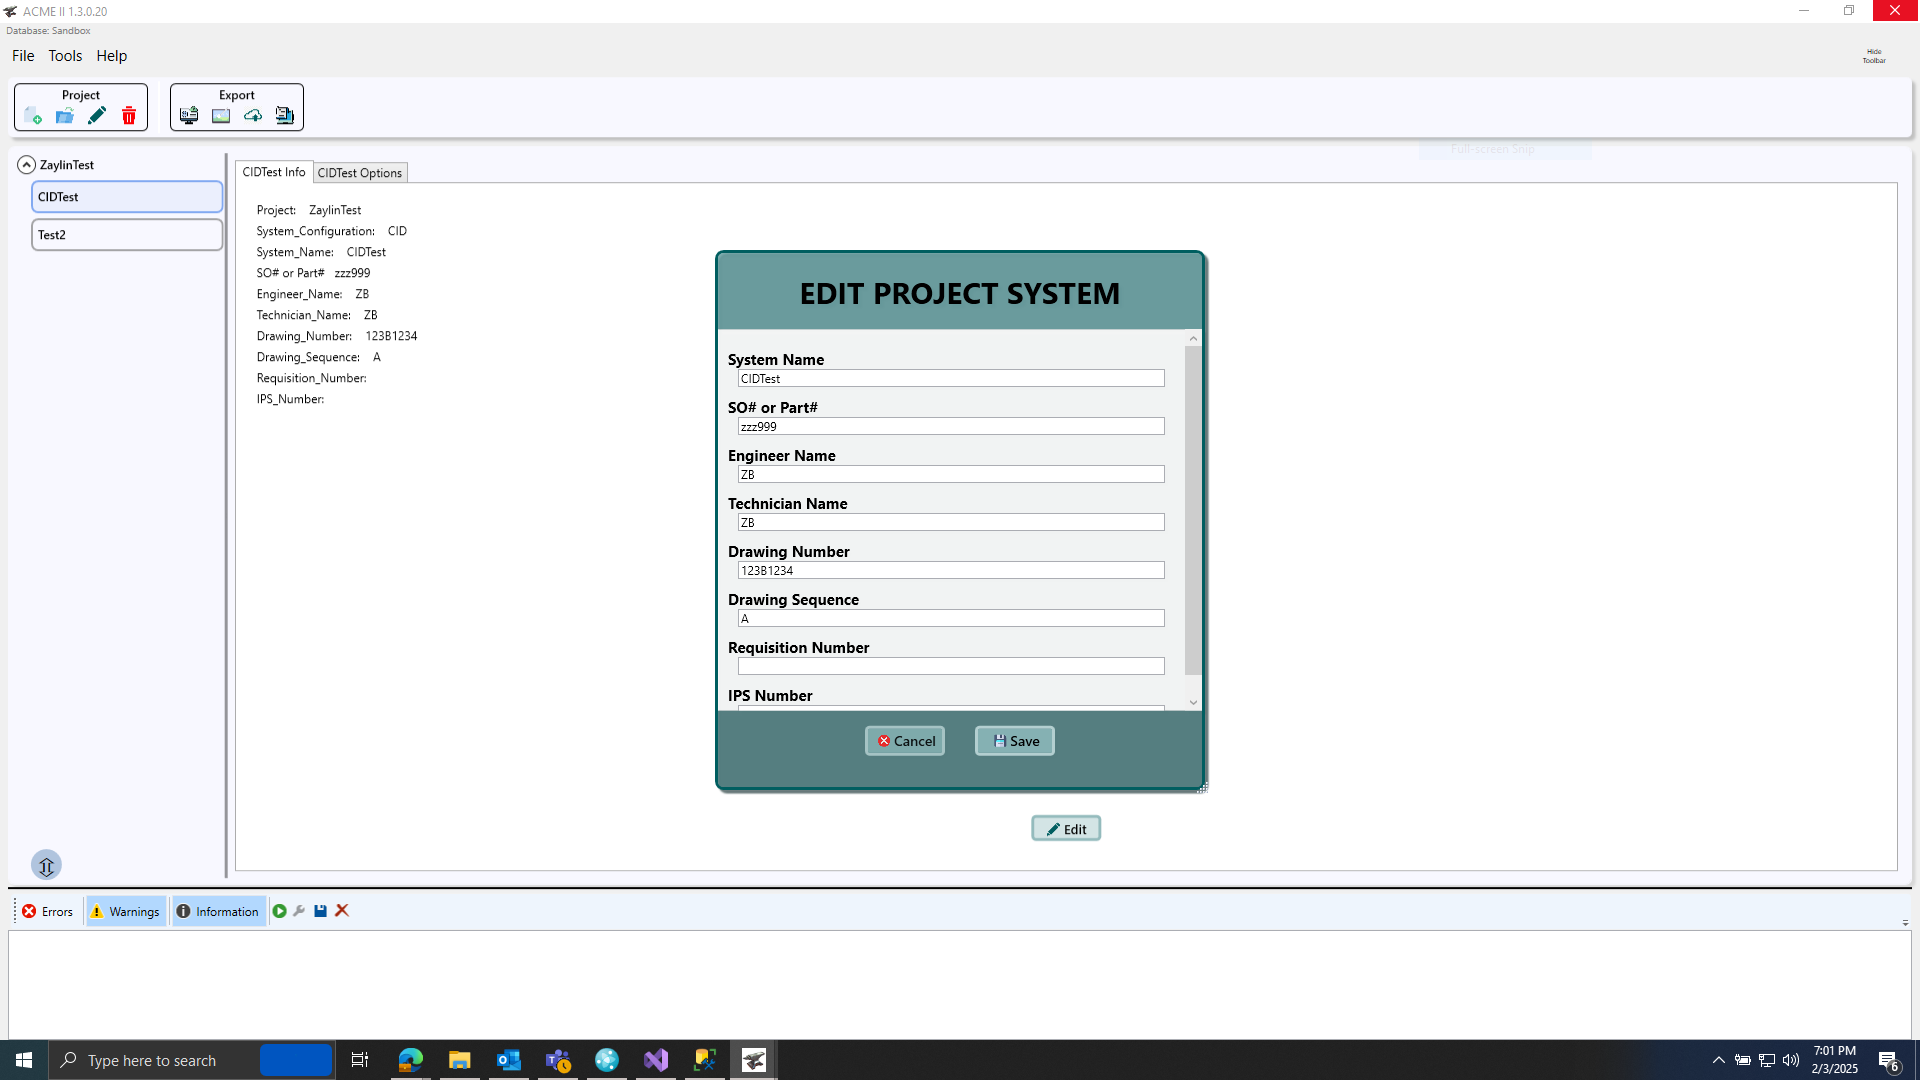 ACME II 1.3.0.20
Database: Sandbox
File Tools Help
Hide
Toolbar
Project
Export
Full-screen Snip
ZaylinTest
CIDTest
Test2
CIDTest Info
CIDTest Options
Project: ZaylinTest
System_Configuration: CID
System_Name: CIDTest
SO# or Part# zzz999
Engineer_Name: ZB
Technician_Name: ZB
Drawing_Number: 123B1234
Drawing_Sequence: A
Requisition_Number:
IPS_Number:
EDIT PROJECT SYSTEM
System Name
CIDTest
SO# or Part#
zzz999
Engineer Name
ZB
Technician Name
ZB
Drawing Number
123B1234
Drawing Sequence
A
Requisition Number
IPS Number
Cancel
Save
Edit
Errors
Warnings
Information
Type here to search
7:01 PM
2/3/2025
6